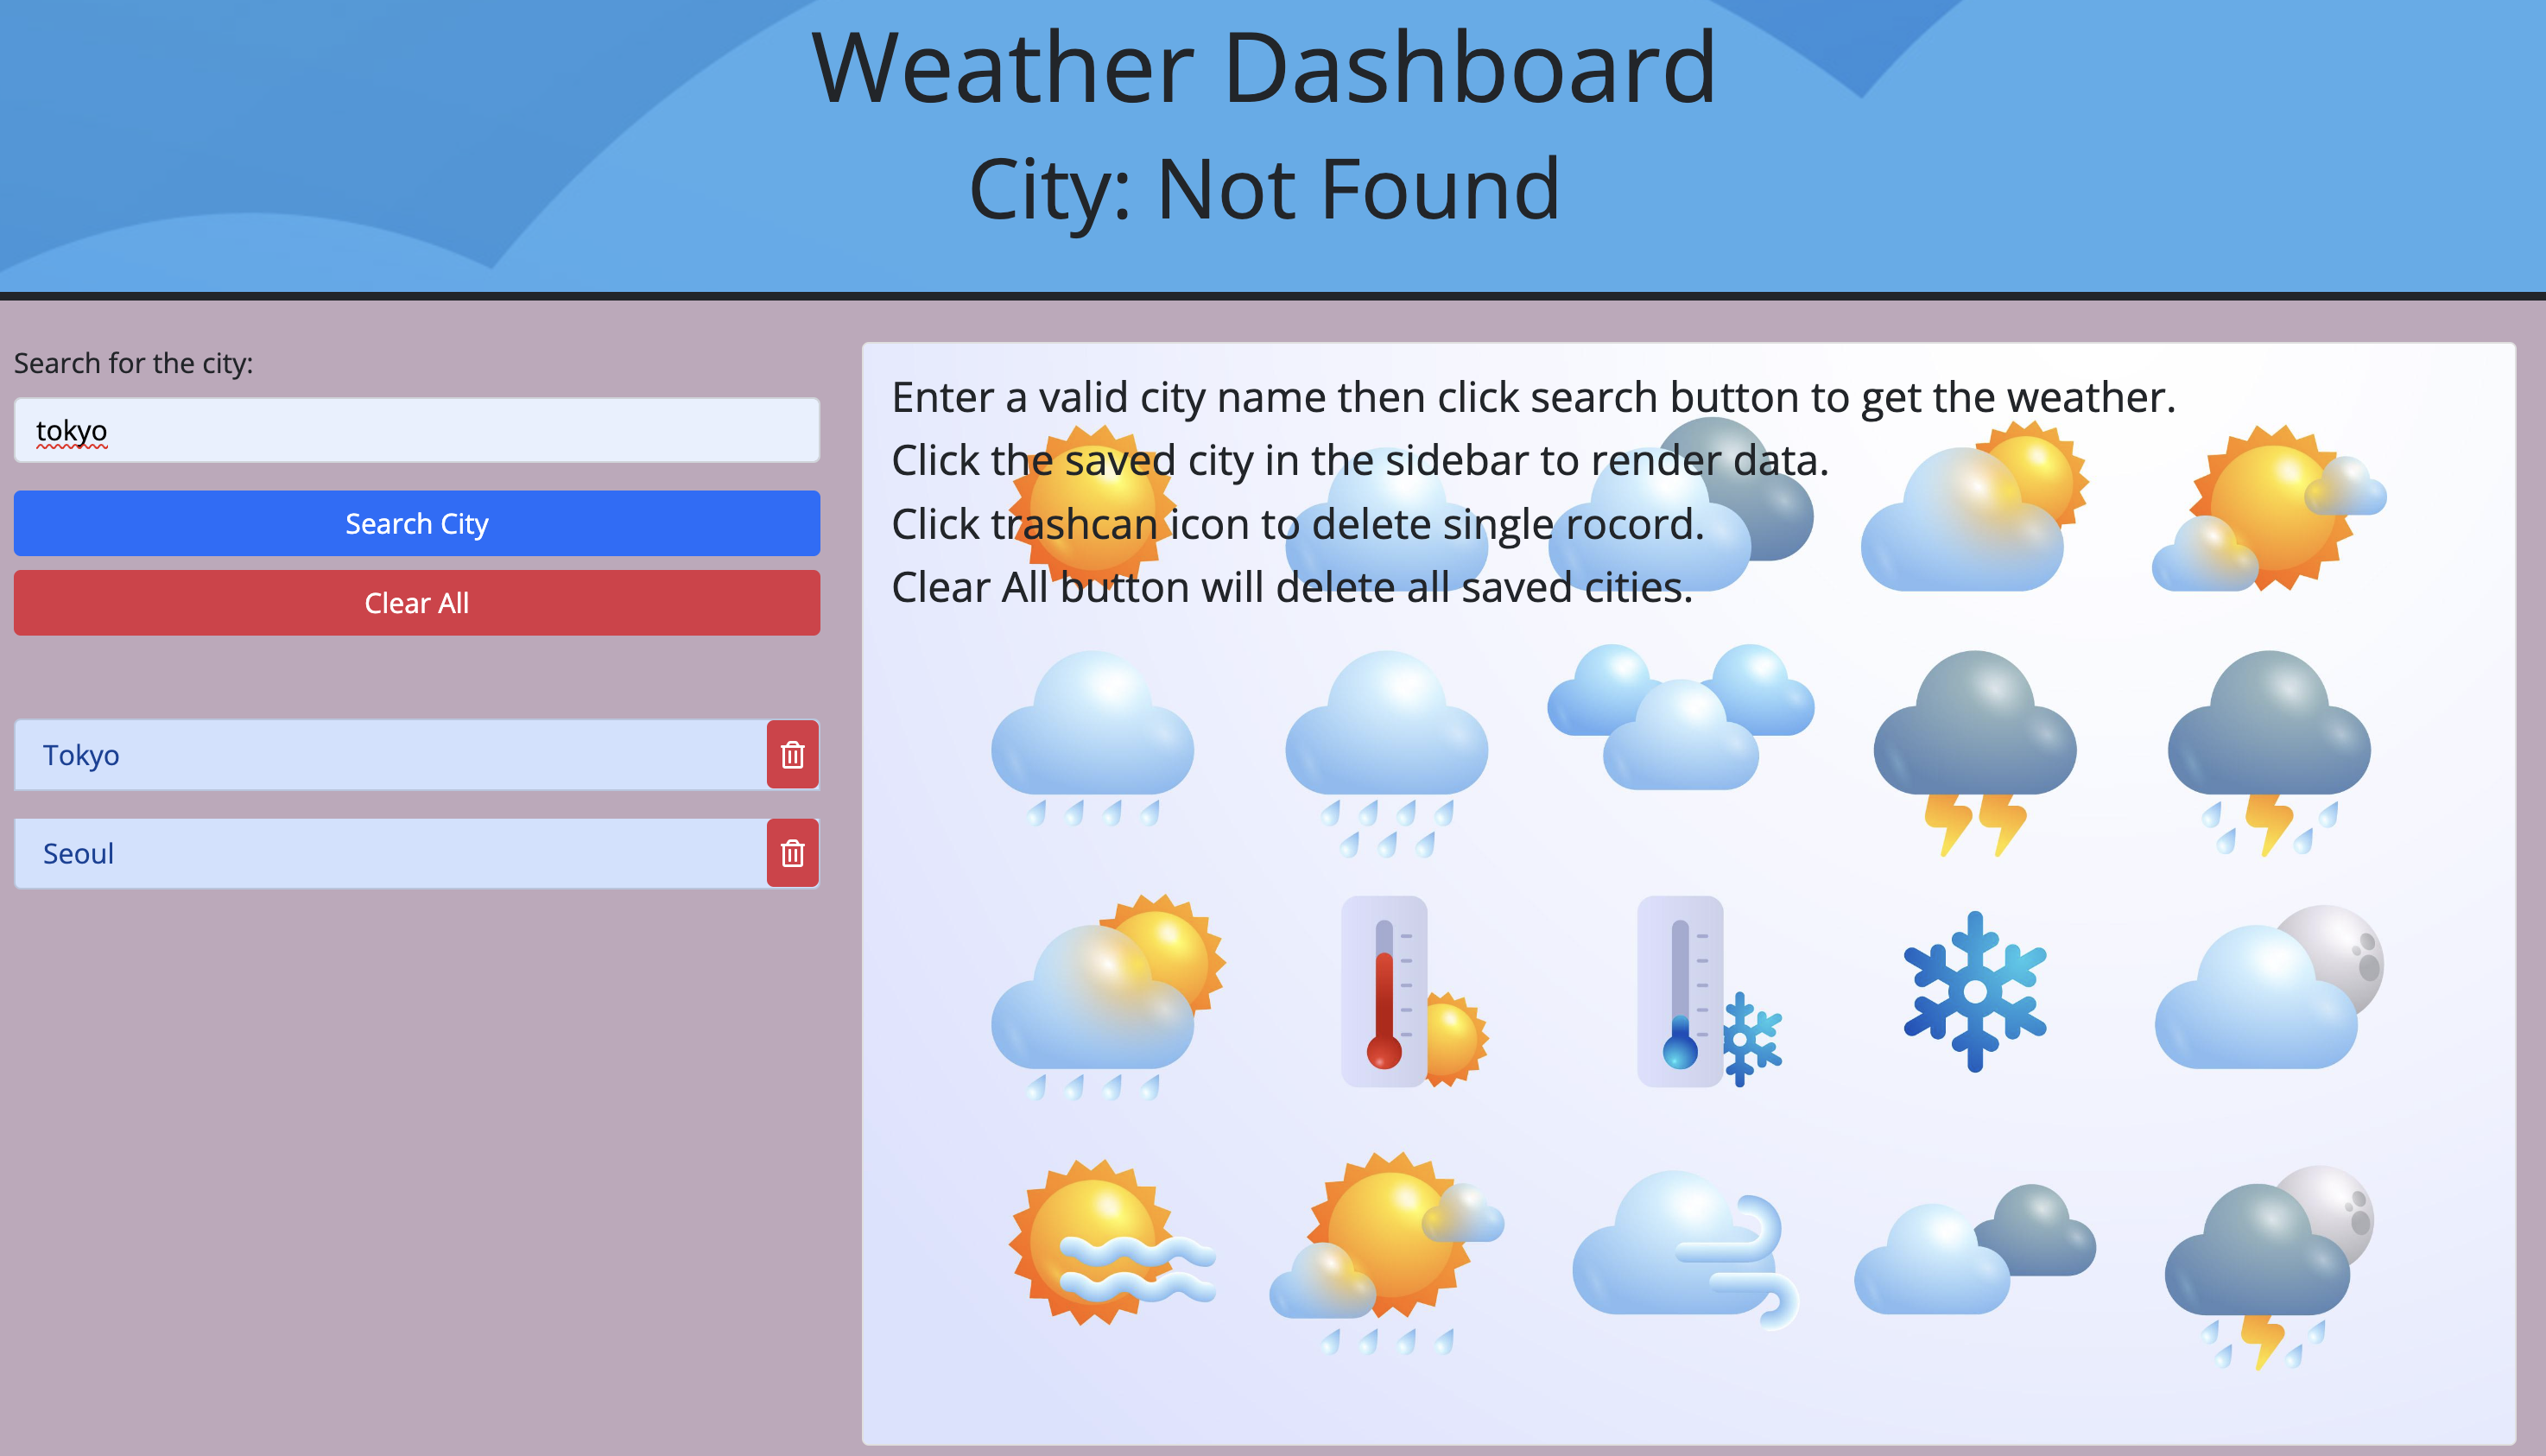 Weather Dashboard
City: Not Found
Search for the city:
tokyo
Search City
Clear All
Tokyo
Seoul
Enter a valid city name then click search button to get the weather.
Click the saved city in the sidebar to render data.
Click trashcan icon to delete single rocord.
Clear All button will delete all saved cities.